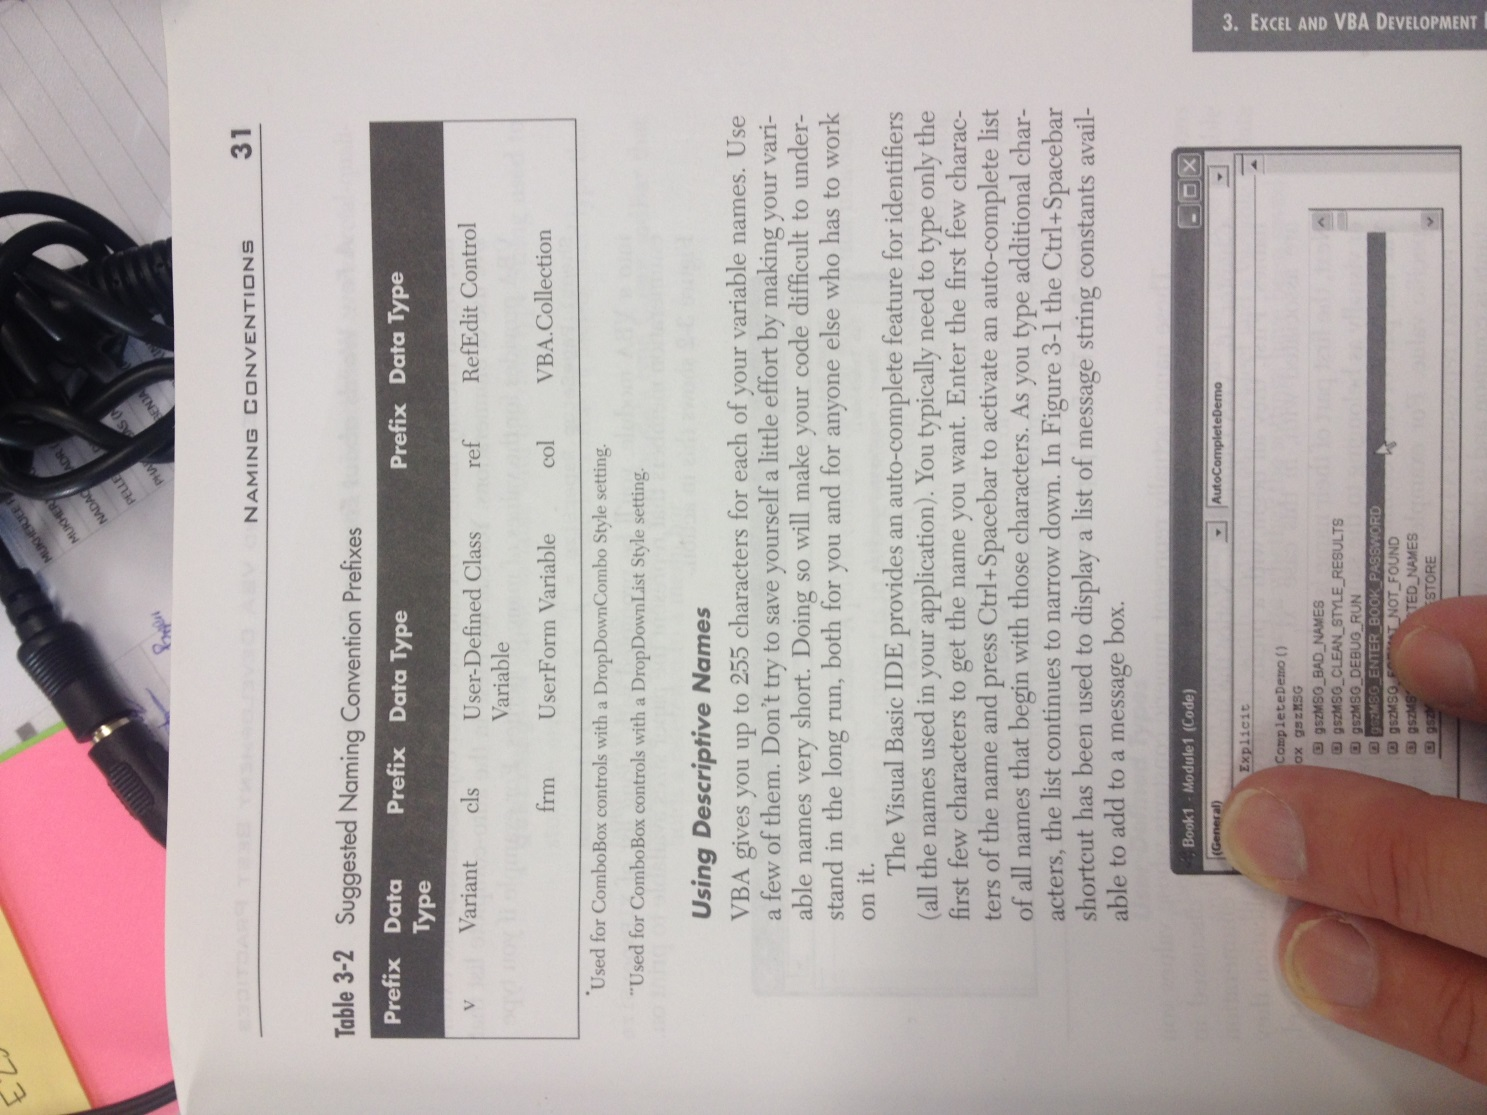 NAMING CONVENTIONS 31
Table 3-2 Suggested Naming Convention Prefixes
Prefix Data Type Prefix Data Type Prefix Data Type
v Variant cls User-Defined Class Variable ref RefEdit Control
frm UserForm Variable col VBA.Collection
*Used for ComboBox controls with a DropDownCombo Style setting.
**Used for ComboBox controls with a DropDownList Style setting.
Using Descriptive Names
VBA gives you up to 255 characters for each of your variable names. Use
a few of them. Don't try to save yourself a little effort by making your vari-
able names very short. Doing so will make your code difficult to under-
stand in the long run, both for you and for anyone else who has to work
on it.
The Visual Basic IDE provides an auto-complete feature for identifiers
(all the names used in your application). You typically need to type only the
first few characters to get the name you want. Enter the first few charac-
ters of the name and press Ctrl+Spacebar to activate an auto-complete list
of all names that begin with those characters. As you type additional char-
acters, the list continues to narrow down. In Figure 3-1 the Ctrl+Spacebar
shortcut has been used to display a list of message string constants avail-
able to add to a message box.
Book1 - Module1 (Code)
(General) AutoCompleteDemo
Explicit
CompleteDemo()
ox gszMSG
gszMSG_BAD_NAMES
gszMSG_CLEAN_STYLE_RESULTS
gszMSG_DEBUG_RUN
gszMSG_ENTER_BOOK_PASSWORD
NOT_FOUND
TED_NAMES
STORE
3. EXCEL AND VBA DEVELOPMENT